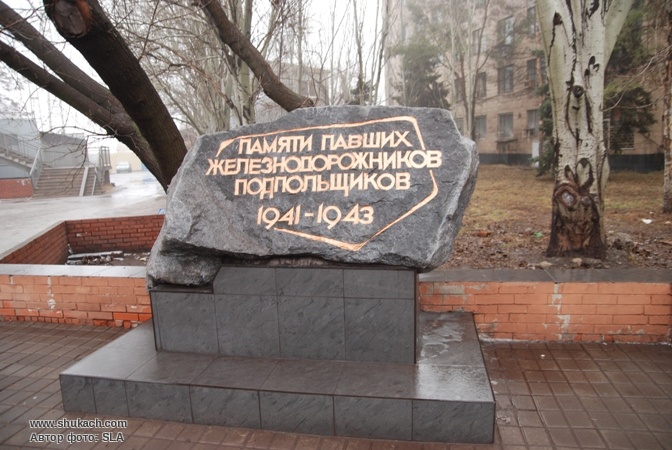 ПАМЯТИ ПАВШИХ
ЖЕЛЕЗНОДОРОЖНИКОВ
ПОДПОЛЬЩИКОВ
1941-1943
www.shukach.com
Автор фото: SLA